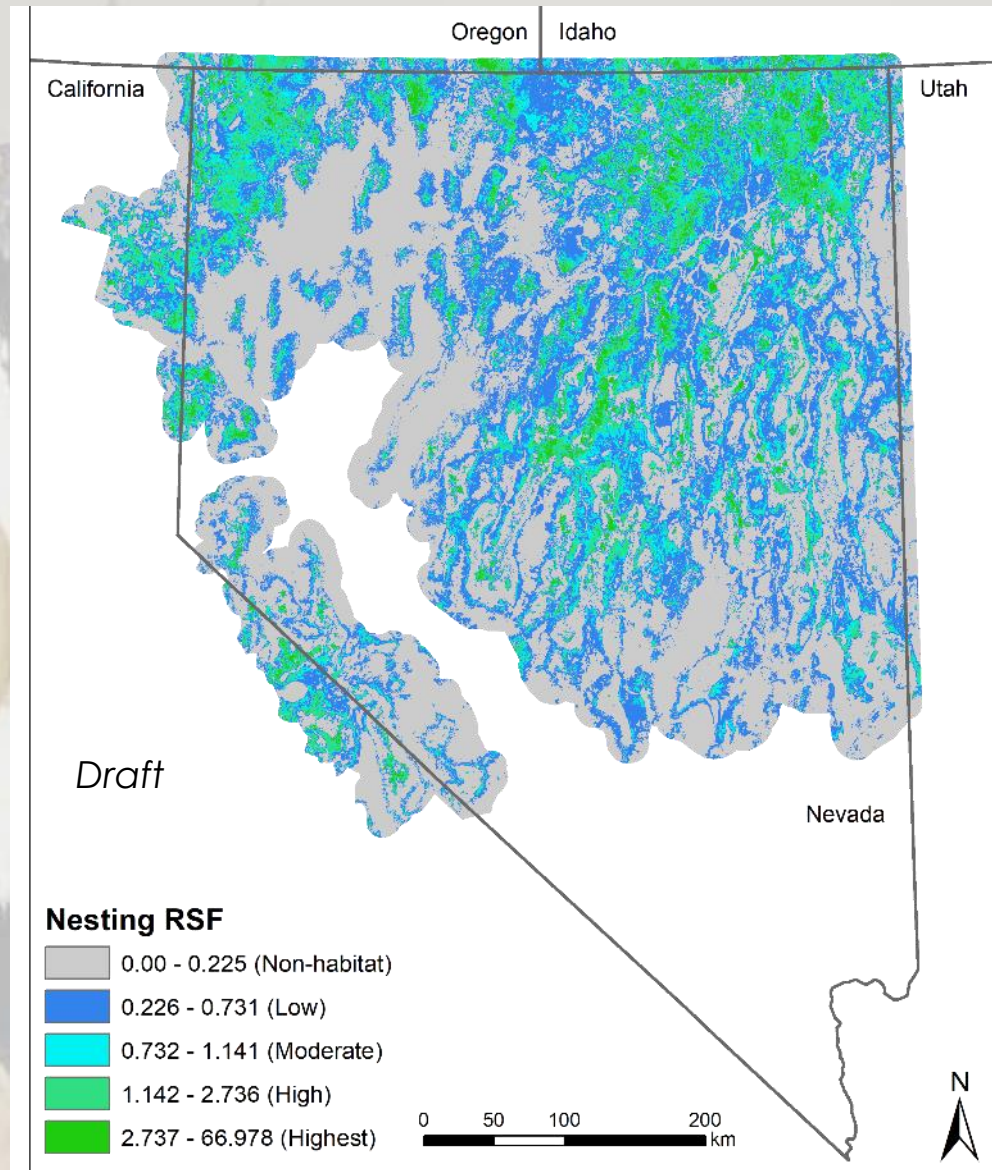 Oregon Idaho
California
Utah
Draft
Nevada
Nesting RSF
0.00 - 0.225 (Non-habitat)
0.226 - 0.731 (Low)
0.732 - 1.141 (Moderate)
1.142 - 2.736 (High)
2.737 - 66.978 (Highest)
0 50 100 200
km
N